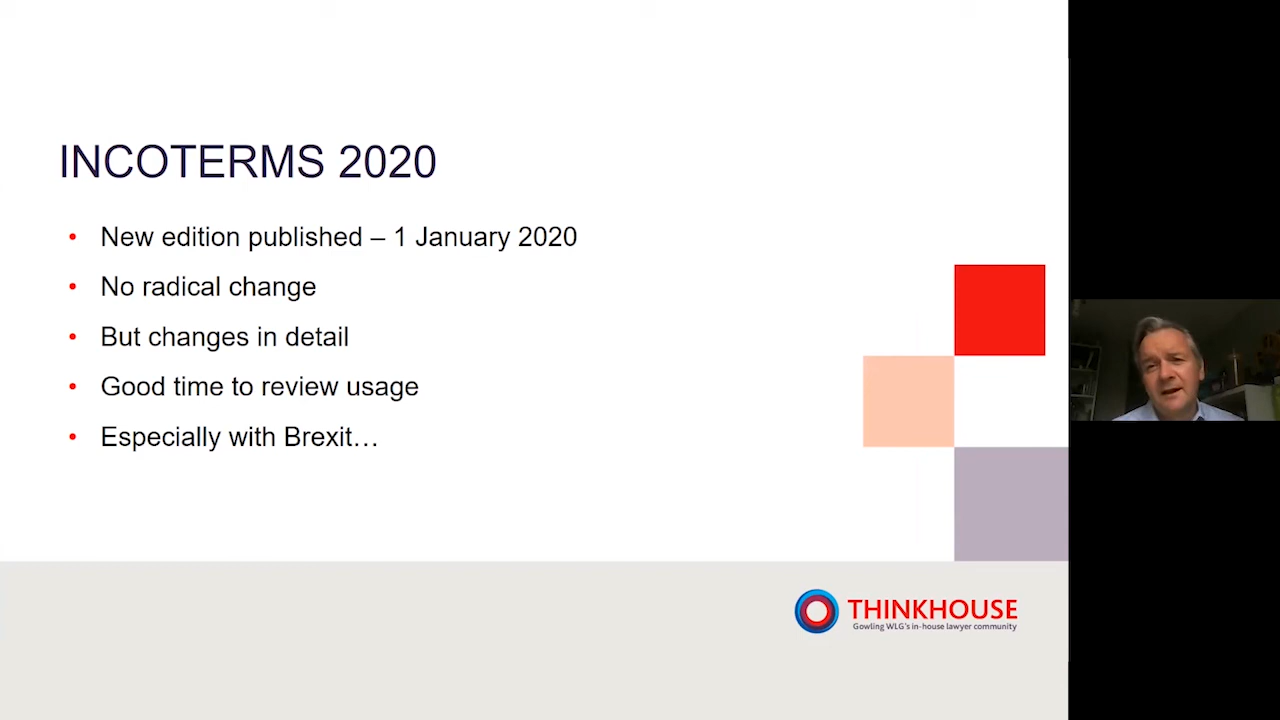 INCOTERMS 2020
• New edition published – 1 January 2020
• No radical change
• But changes in detail
• Good time to review usage
• Especially with Brexit…
THINKHOUSE
Gowling WLG's in-house lawyer community